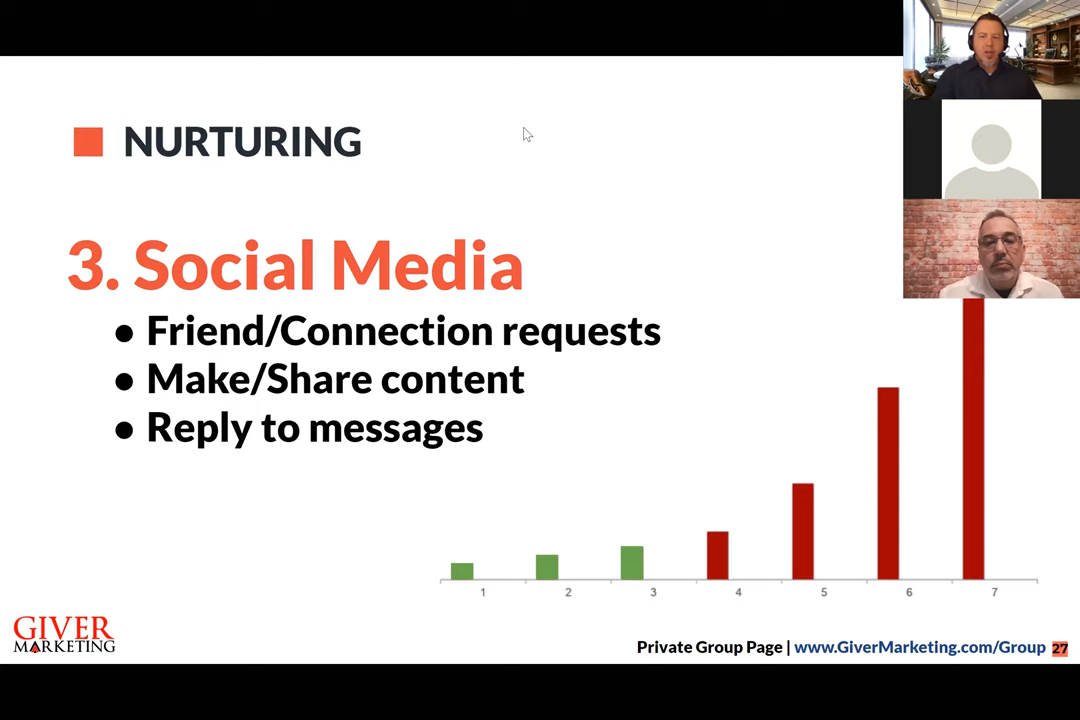 NURTURING
3. Social Media
● Friend/Connection requests
● Make/Share content
● Reply to messages
1 2 3 4 5 6 7
GIVER
MARKETING
Private Group Page | www.GiverMarketing.com/Group 27